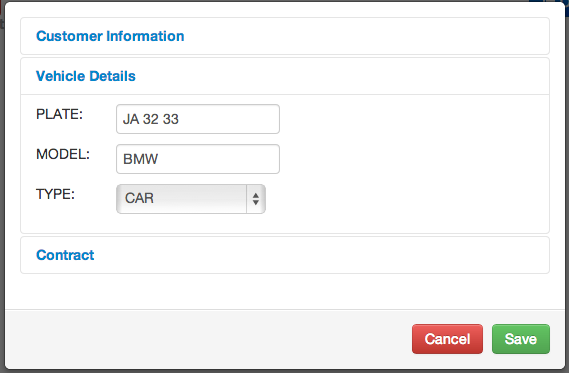 Customer Information
Vehicle Details
PLATE: JA 32 33
MODEL: BMW
TYPE: CAR
Contract
Cancel Save